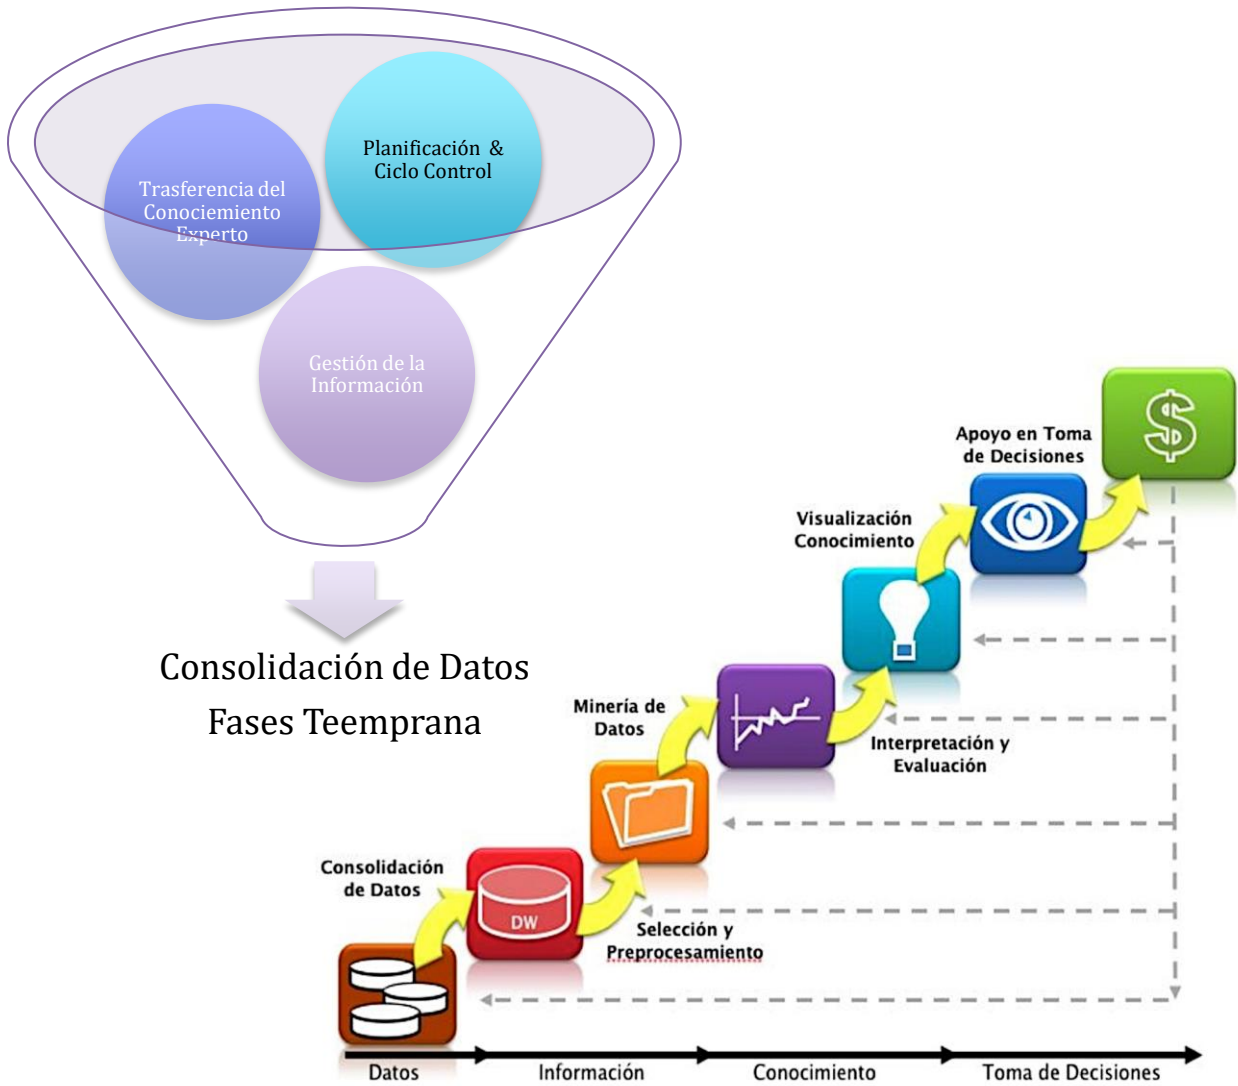 Planificación &
Ciclo Control
Trasferencia del
Conociemiento
Experto
Gestión de la
Información
Consolidación de Datos
Fases Teemprana
Apoyo en Toma
de Decisiones
$
Visualización
Conocimiento
Minería de
Datos
Interpretación y
Evaluación
Consolidación
de Datos
DW
Selección y
Preprocesamiento
Datos
Información
Conocimiento
Toma de Decisiones